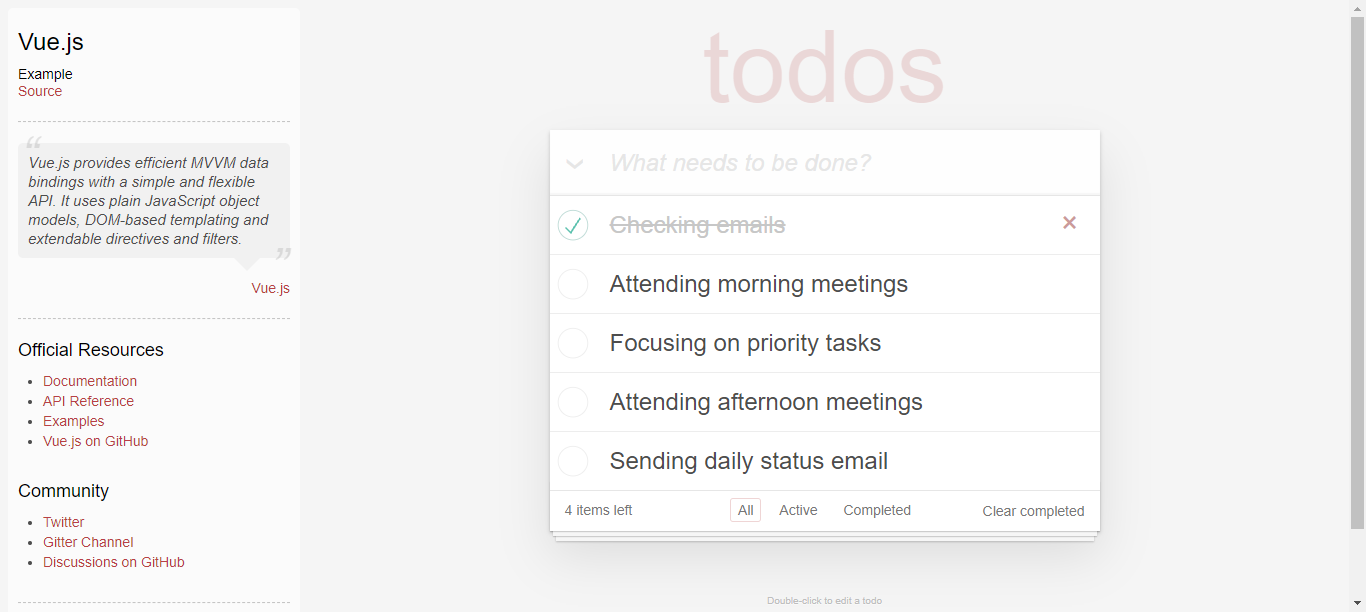 Vue.js
Example
Source
“
Vue.js provides efficient MVVM data
bindings with a simple and flexible
API. It uses plain JavaScript object
models, DOM-based templating and
extendable directives and filters.
”
Vue.js
Official Resources
Documentation
API Reference
Examples
Vue.js on GitHub
Community
Twitter
Gitter Channel
Discussions on GitHub
todos
What needs to be done?
Checking emails
Attending morning meetings
Focusing on priority tasks
Attending afternoon meetings
Sending daily status email
4 items left All Active Completed Clear completed
Double-click to edit a todo